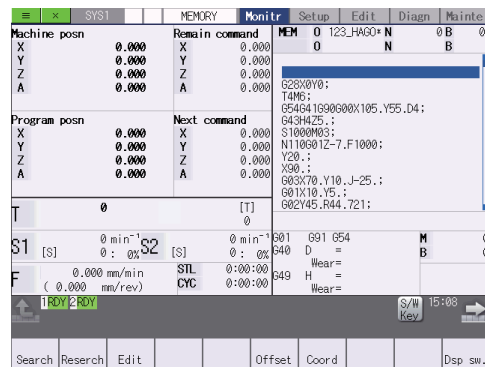 ≡ × SYS1 MEMORY Monitr Setup Edit Diagn Mainte
Machine posn Remain command MEM O 123_HAGO* N 0 B 0
X 0.000 X 0.000 O N B
Y 0.000 Y 0.000
Z 0.000 Z 0.000
A 0.000 A 0.000
G28X0Y0;
T4M6;
G54G41G90G00X105.Y55.D4;
G43H4Z5.;
S1000M03;
N110G01Z-7.F1000;
Y20.;
X90.;
G03X70.Y10.J-25.;
G01X10.Y5.;
G02Y45.R44.721;
Program posn Next command
X 0.000 X 0.000
Y 0.000 Y 0.000
Z 0.000 Z 0.000
A 0.000 A 0.000
T 0 [T] 0
S1 [S] 0 min⁻¹ 0 : 0% S2 [S] 0 min⁻¹ 0 : 0%
F 0.000 mm/min STL 0:00:00
( 0.000 mm/rev) CYC 0:00:00
G01 G91 G54 M
G40 D = B
Wear=
G49 H =
Wear=
1 RDY 2 RDY S/W Key 15:08
Search Reserch Edit Offset Coord Dsp sw.